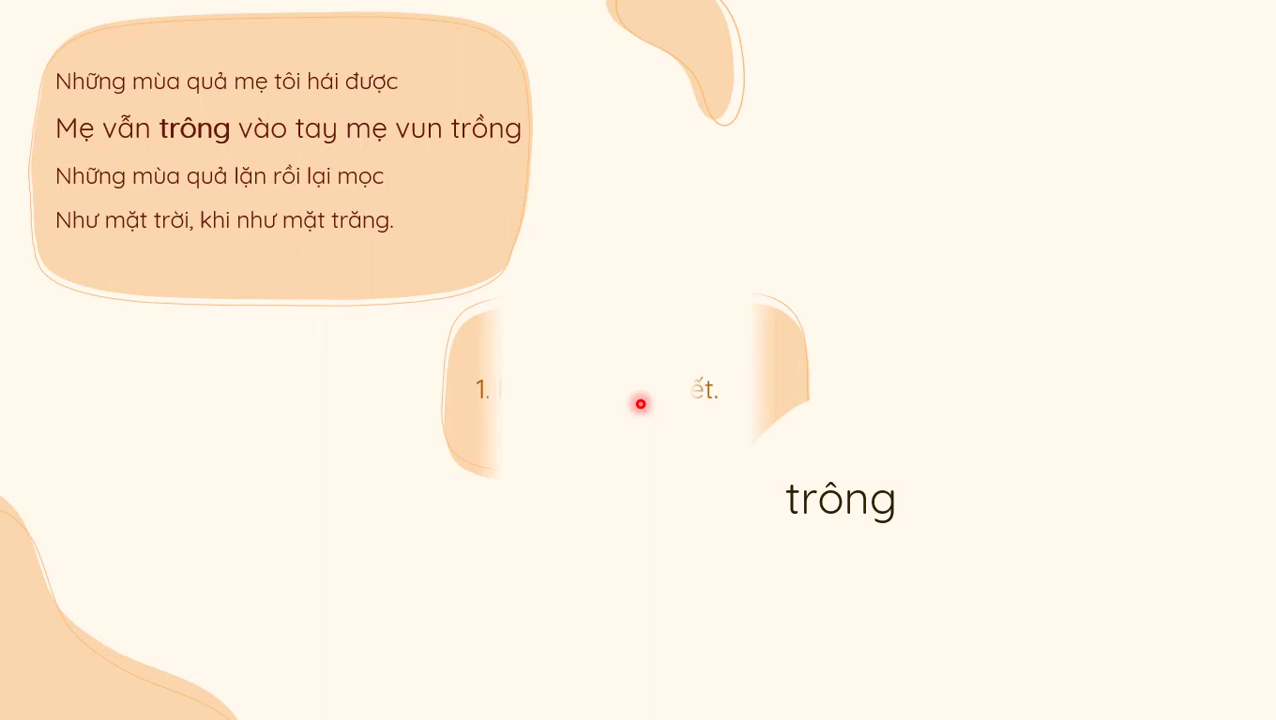 Những mùa quả mẹ tôi hái được
Mẹ vẫn trông vào tay mẹ vun trồng
Những mùa quả lặn rồi lại mọc
Như mặt trời, khi như mặt trăng.
1.
trông